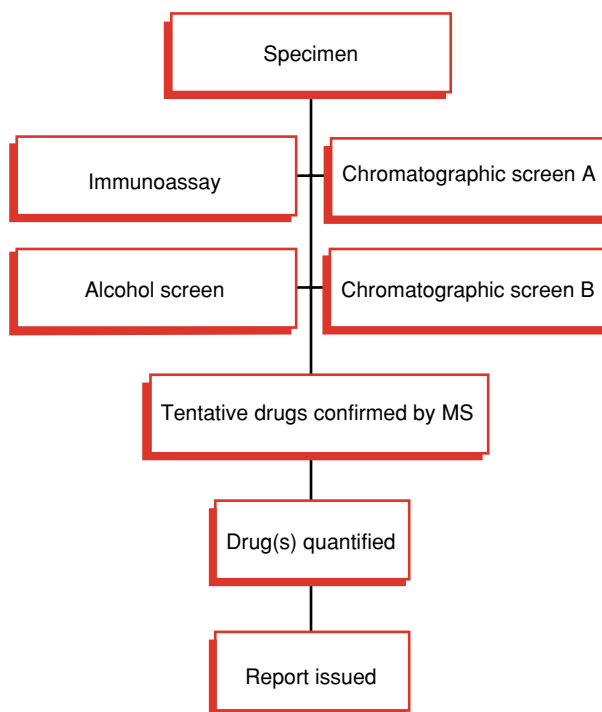 Specimen
Immunoassay
Chromatographic screen A
Alcohol screen
Chromatographic screen B
Tentative drugs confirmed by MS
Drug(s) quantified
Report issued